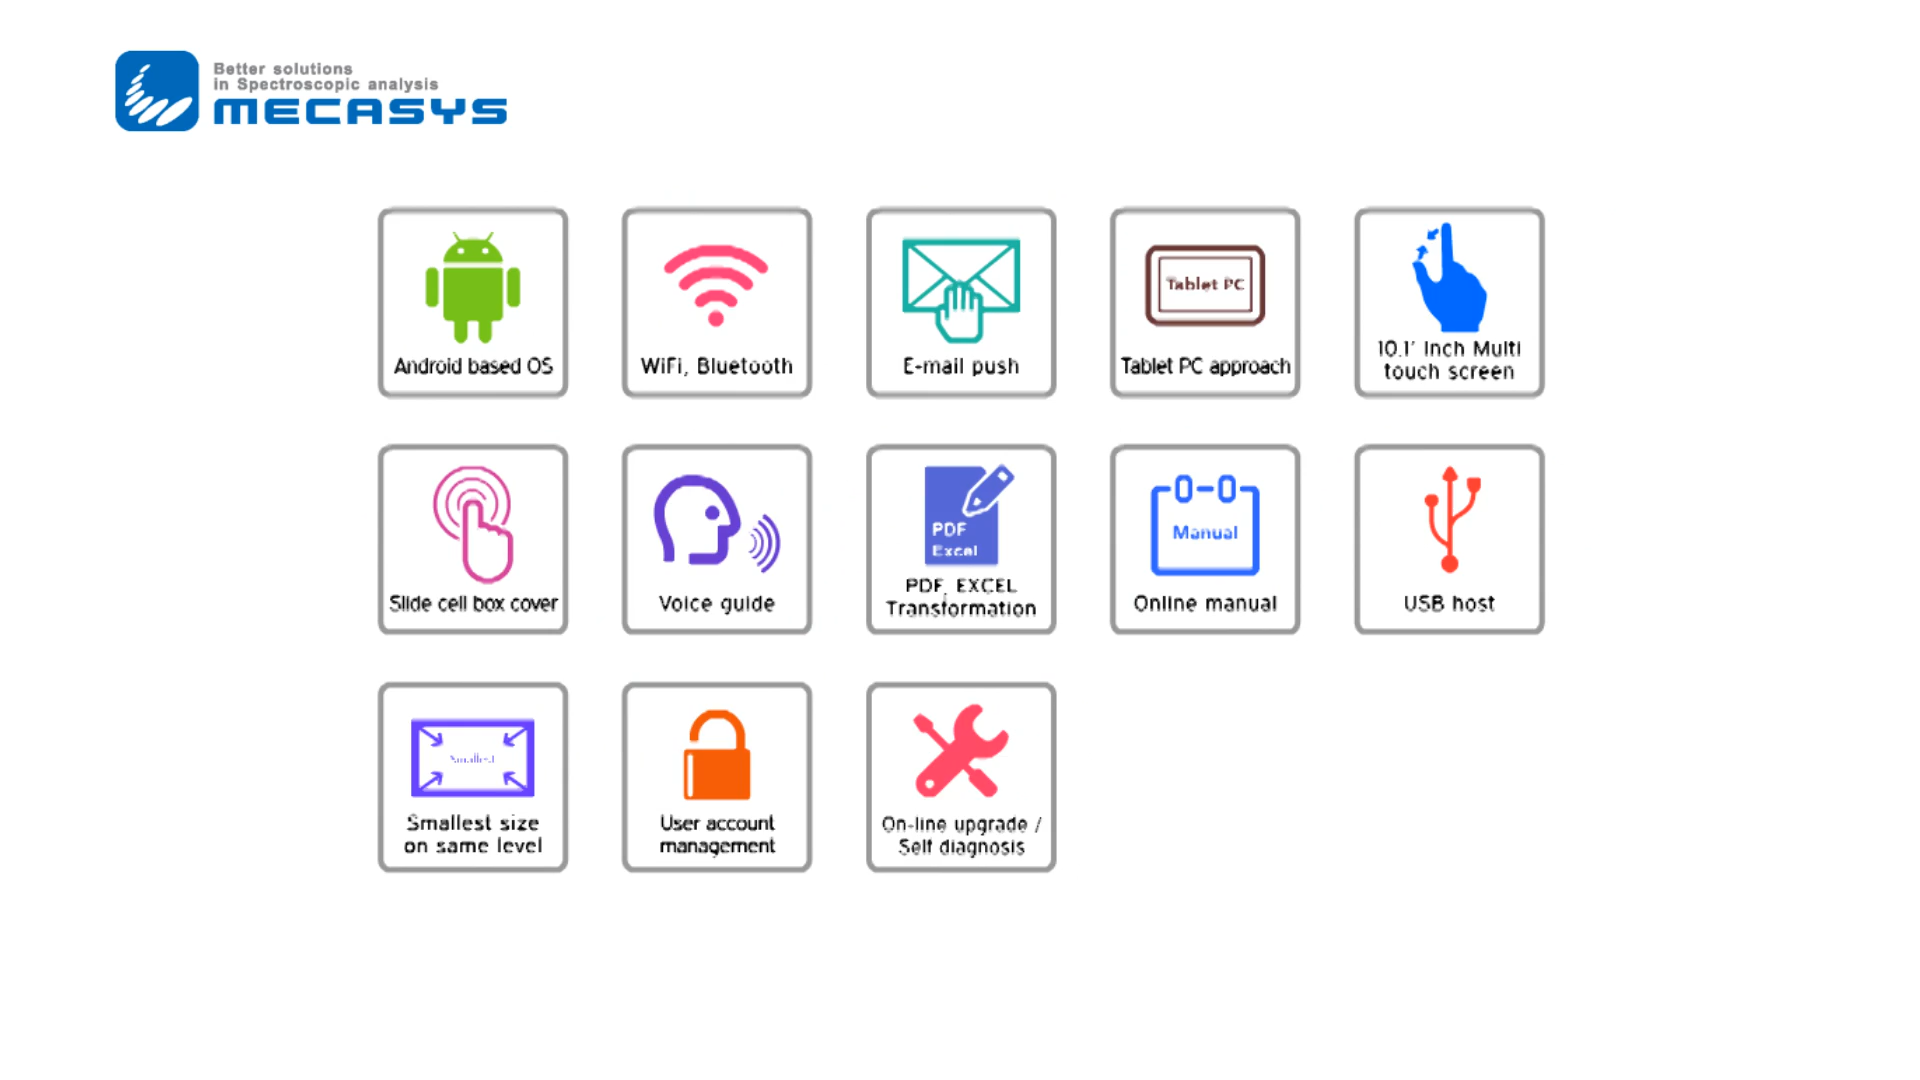 Better solutions
in Spectroscopic analysis
MECASYS
Android based OS
WiFi, Bluetooth
E-mail push
Tablet PC
Tablet PC approach
10.1' Inch Multi
touch screen
Slide cell box cover
Voice guide
PDF
Excel
PDF, EXCEL
Transformation
Manual
Online manual
USB host
Smallest
Smallest size
on same level
User account
management
On-line upgrade /
Self diagnosis